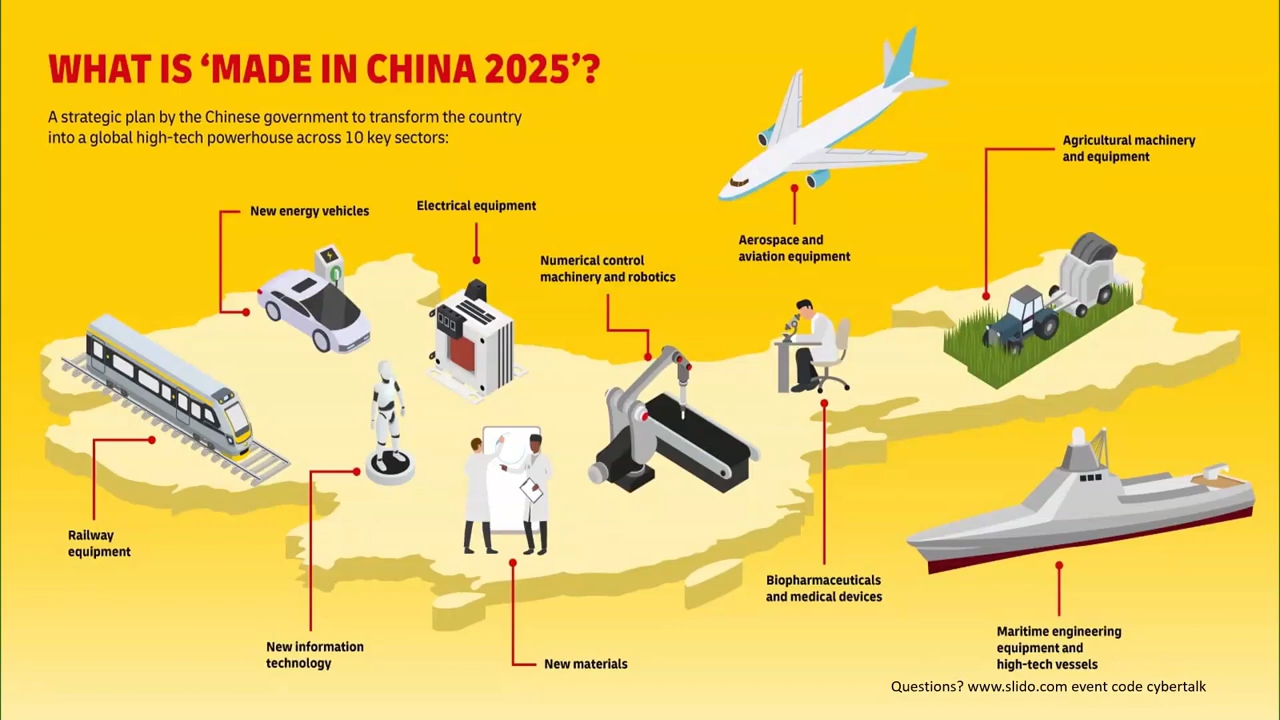 WHAT IS ‘MADE IN CHINA 2025’?
A strategic plan by the Chinese government to transform the country
into a global high-tech powerhouse across 10 key sectors:
Agricultural machinery
and equipment
New energy vehicles
Electrical equipment
Numerical control
machinery and robotics
Aerospace and
aviation equipment
Railway
equipment
New information
technology
New materials
Biopharmaceuticals
and medical devices
Maritime engineering
equipment and
high-tech vessels
Questions? www.slido.com event code cybertalk